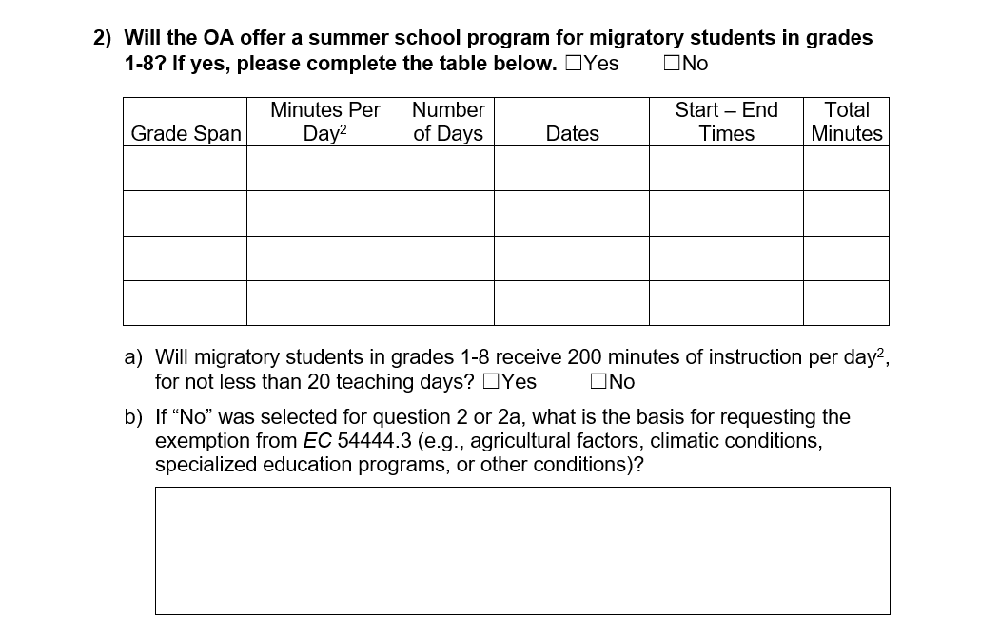 2) Will the OA offer a summer school program for migratory students in grades
1-8? If yes, please complete the table below. ☐Yes ☐No
Grade Span Minutes Per Day² Number of Days Dates Start – End Times Total Minutes
a) Will migratory students in grades 1-8 receive 200 minutes of instruction per day²,
for not less than 20 teaching days? ☐Yes ☐No
b) If “No” was selected for question 2 or 2a, what is the basis for requesting the
exemption from EC 54444.3 (e.g., agricultural factors, climatic conditions,
specialized education programs, or other conditions)?